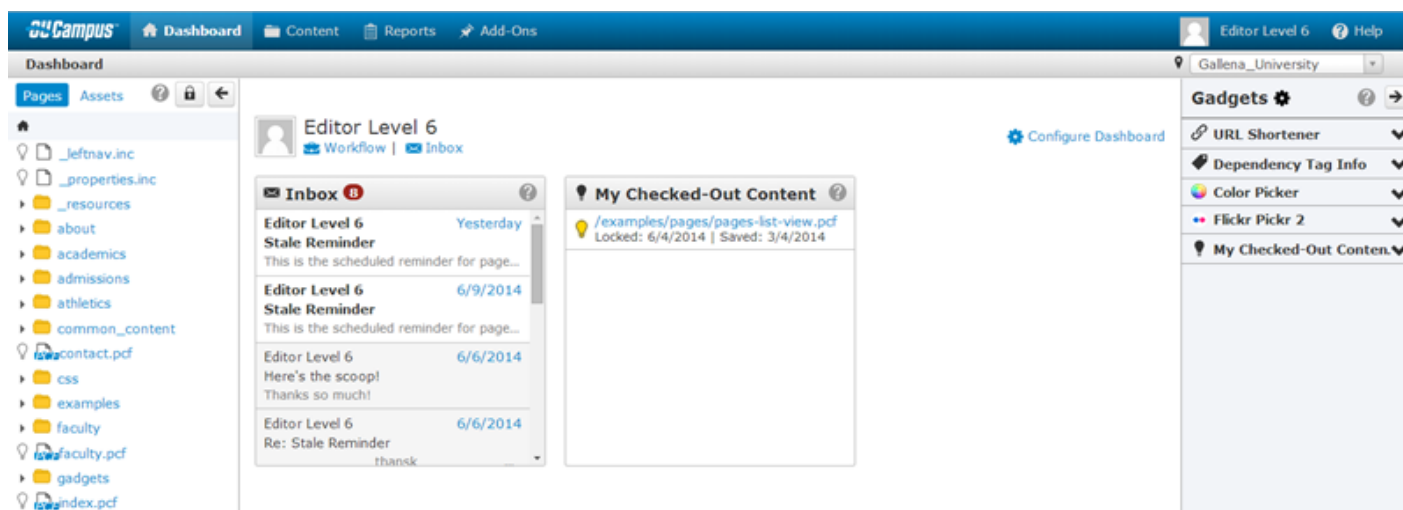 OU Campus Dashboard Content Reports Add-Ons Editor Level 6 Help
Dashboard Gallena_University
Pages Assets
_leftnav.inc
_properties.inc
_resources
about
academics
admissions
athletics
common_content
contact.pcf
css
examples
faculty
faculty.pcf
gadgets
index.pcf
Editor Level 6
Workflow | Inbox
Configure Dashboard
Inbox 8
Editor Level 6 Yesterday
Stale Reminder
This is the scheduled reminder for page...
Editor Level 6 6/9/2014
Stale Reminder
This is the scheduled reminder for page...
Editor Level 6 6/6/2014
Here's the scoop!
Thanks so much!
Editor Level 6 6/6/2014
Re: Stale Reminder
thansk
My Checked-Out Content
/examples/pages/pages-list-view.pcf
Locked: 6/4/2014 | Saved: 3/4/2014
Gadgets
URL Shortener
Dependency Tag Info
Color Picker
Flickr Pickr 2
My Checked-Out Conten.